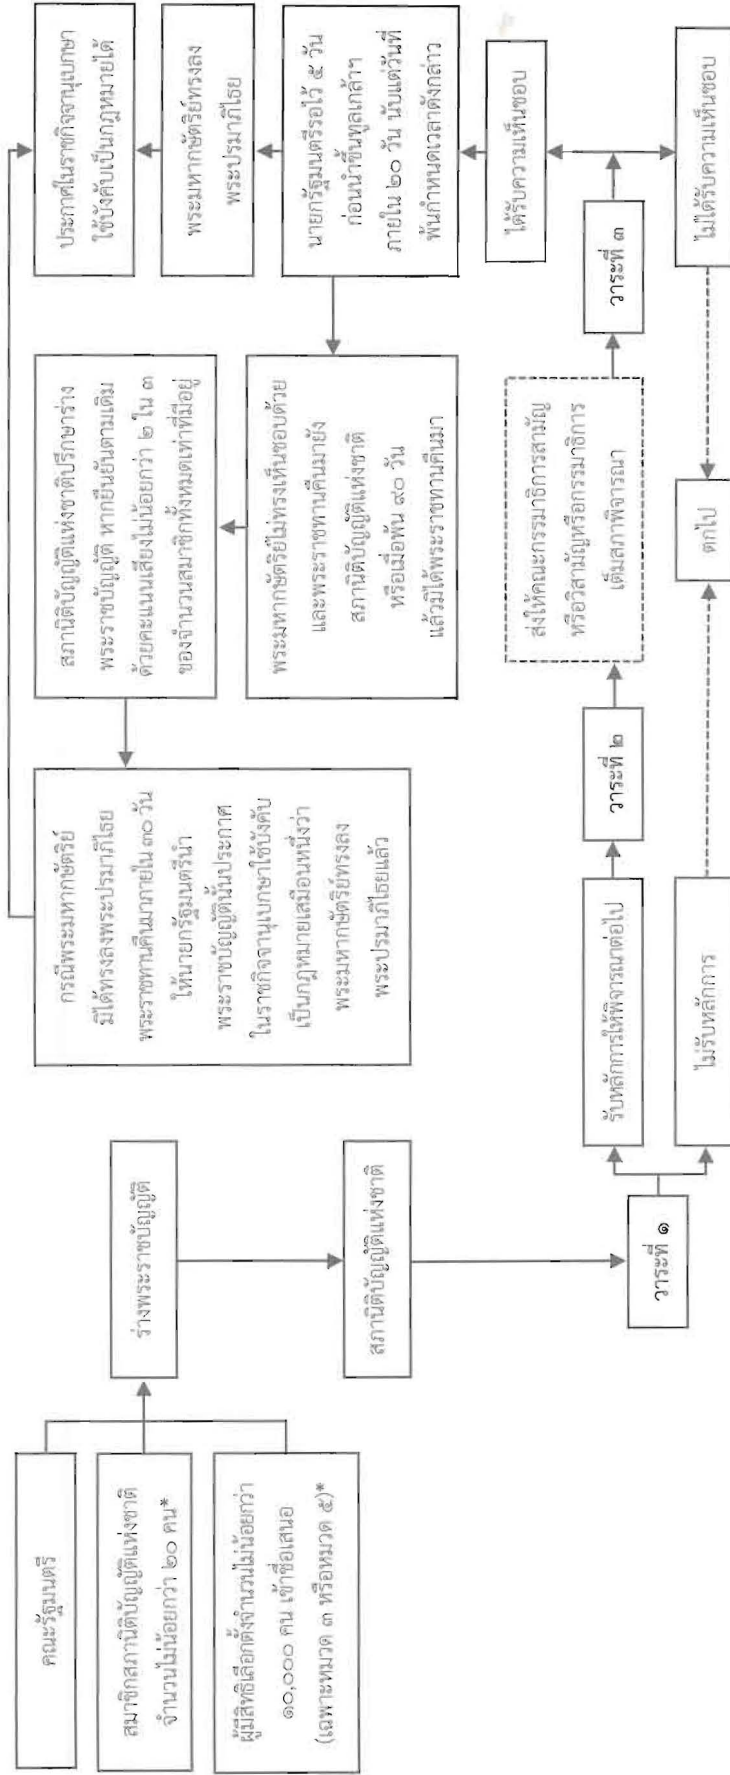 คณะรัฐมนตรี
สมาชิกสภานิติบัญญัติแห่งชาติ
จำนวนไม่น้อยกว่า ๒๐ คน*
ผู้มีสิทธิเลือกตั้งจำนวนไม่น้อยกว่า
๑๐,๐๐๐ คน เข้าชื่อเสนอ
(เฉพาะหมวด ๓ หรือหมวด ๕)*
ร่างพระราชบัญญัติ
สภานิติบัญญัติแห่งชาติ
วาระที่ ๑
รับหลักการให้พิจารณาต่อไป
ไม่รับหลักการ
วาระที่ ๒
ส่งให้คณะกรรมาธิการสามัญ
หรือวิสามัญหรือกรรมาธิการ
เต็มสภาพิจารณา
วาระที่ ๓
ตกไป
ได้รับความเห็นชอบ
ไม่ได้รับความเห็นชอบ
นายกรัฐมนตรีรอไว้ ๕ วัน
ก่อนนำขึ้นทูลเกล้าฯ
ภายใน ๒๐ วัน นับแต่วันที่
พ้นกำหนดเวลาดังกล่าว
พระมหากษัตริย์ทรงลง
พระปรมาภิไธย
ประกาศในราชกิจจานุเบกษา
ใช้บังคับเป็นกฎหมายได้
พระมหากษัตริย์ไม่ทรงเห็นชอบด้วย
และพระราชทานคืนมายัง
สภานิติบัญญัติแห่งชาติ
หรือเมื่อพ้น ๙๐ วัน
แล้วมิได้พระราชทานคืนมา
สภานิติบัญญัติแห่งชาติปรึกษาร่าง
พระราชบัญญัติ หากยืนยันตามเดิม
ด้วยคะแนนเสียงไม่น้อยกว่า ๒ ใน ๓
ของจำนวนสมาชิกทั้งหมดเท่าที่มีอยู่
กรณีพระมหากษัตริย์
มิได้ทรงลงพระปรมาภิไธย
พระราชทานคืนมาภายใน ๓๐ วัน
ให้นายกรัฐมนตรีนำ
พระราชบัญญัตินั้นประกาศ
ในราชกิจจานุเบกษาใช้บังคับ
เป็นกฎหมายเสมือนหนึ่งว่า
พระมหากษัตริย์ทรงลง
พระปรมาภิไธยแล้ว